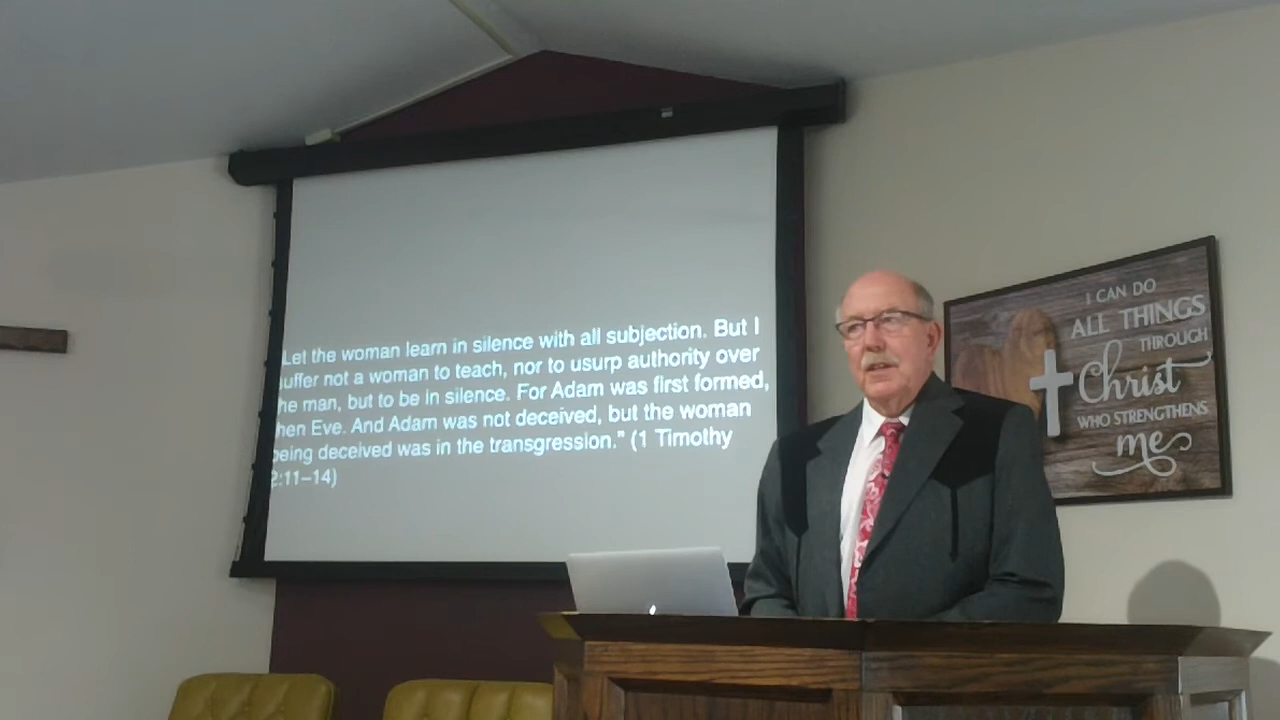 Let the woman learn in silence with all subjection. But I
uffer not a woman to teach, nor to usurp authority over
he man, but to be in silence. For Adam was first formed,
hen Eve. And Adam was not deceived, but the woman
being deceived was in the transgression." (1 Timothy
2:11–14)
I CAN DO
ALL THINGS
THROUGH
Christ
WHO STRENGTHENS
me